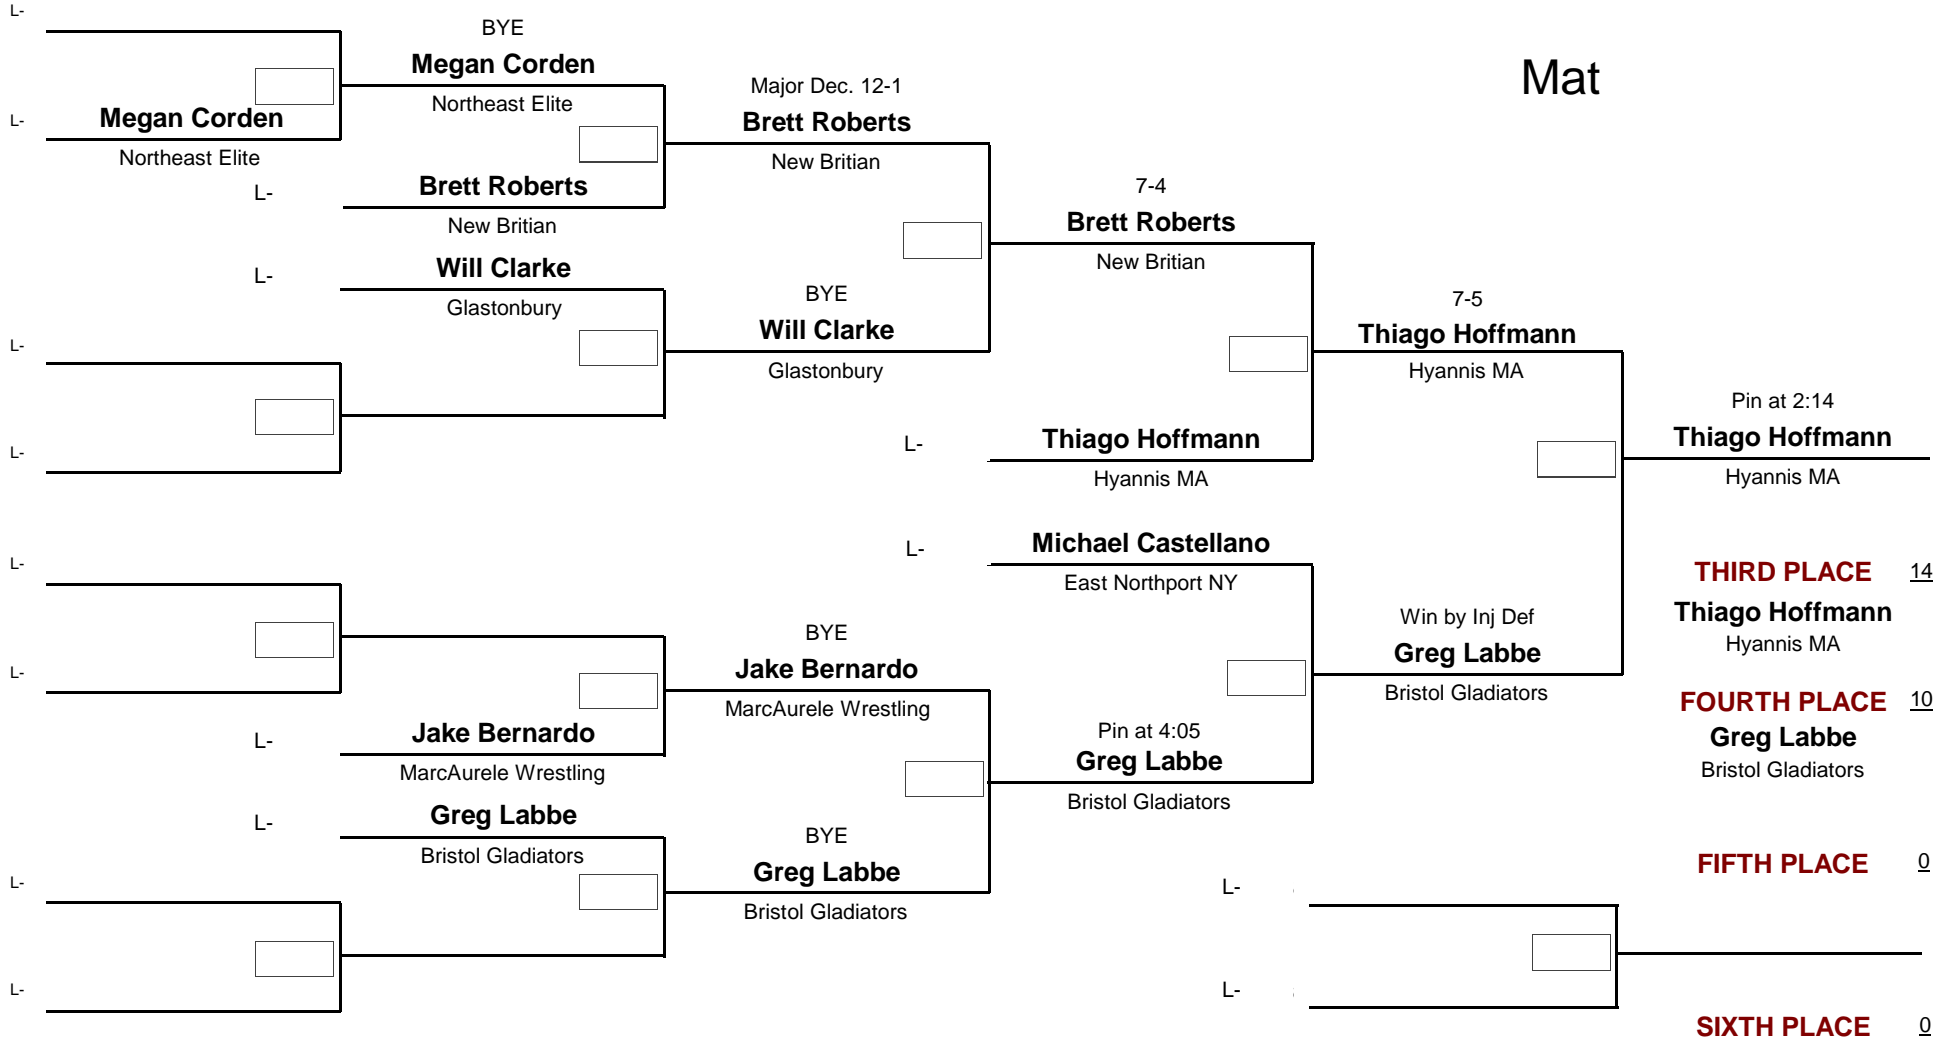 L-
BYE
Megan Corden
Northeast Elite
L-
Megan Corden
Northeast Elite
Major Dec. 12-1
Brett Roberts
New Britian
Mat
L-
Brett Roberts
New Britian
7-4
Brett Roberts
New Britian
L-
Will Clarke
Glastonbury
BYE
Will Clarke
Glastonbury
7-5
Thiago Hoffmann
Hyannis MA
L-
L-
L-
Thiago Hoffmann
Hyannis MA
Pin at 2:14
Thiago Hoffmann
Hyannis MA
L-
Michael Castellano
East Northport NY
L-
THIRD PLACE 14
Thiago Hoffmann
Hyannis MA
Win by Inj Def
Greg Labbe
Bristol Gladiators
BYE
Jake Bernardo
MarcAurele Wrestling
L-
FOURTH PLACE 10
Greg Labbe
Bristol Gladiators
L-
Jake Bernardo
MarcAurele Wrestling
Pin at 4:05
Greg Labbe
Bristol Gladiators
L-
Greg Labbe
Bristol Gladiators
BYE
Greg Labbe
Bristol Gladiators
L-
L-
FIFTH PLACE 0
L-
L-
SIXTH PLACE 0